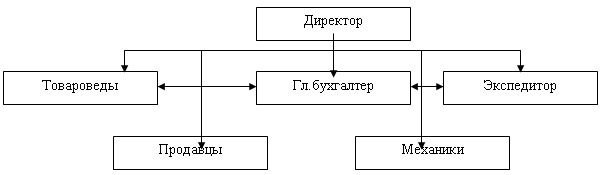 Директор
Товароведы
Гл.бухгалтер
Экспедитор
Продавцы
Механики